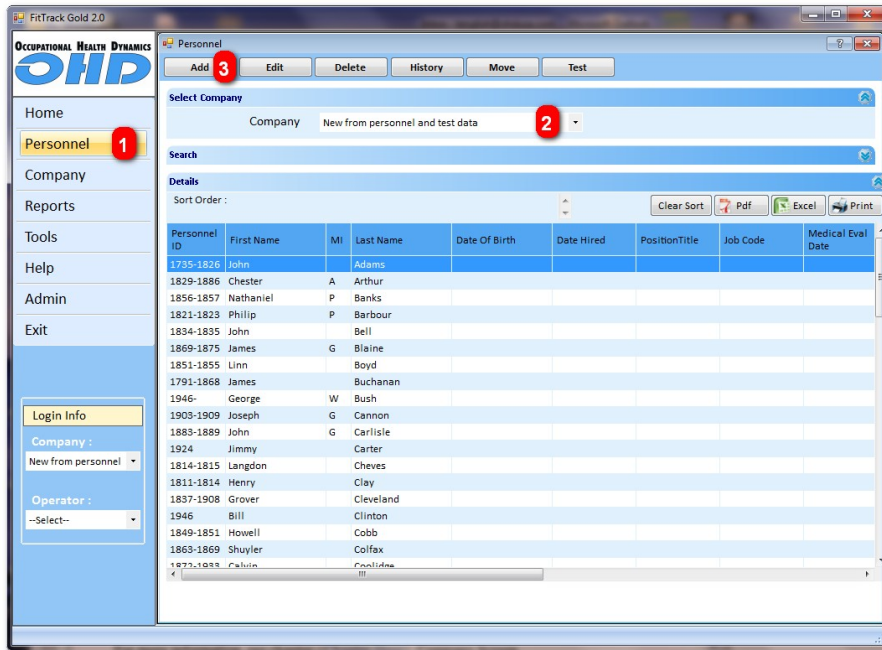 FitTrack Gold 2.0
OCCUPATIONAL HEALTH DYNAMICS
OHD
Home
Personnel 1
Company
Reports
Tools
Help
Admin
Exit
Login Info
Company :
New from personnel
Operator :
--Select--
Personnel
Add 3 Edit Delete History Move Test
Select Company
Company New from personnel and test data 2
Search
Details
Sort Order : Clear Sort Pdf Excel Print
Personnel ID First Name MI Last Name Date Of Birth Date Hired PositionTitle Job Code Medical Eval Date
1735-1826 John Adams
1829-1886 Chester A Arthur
1856-1857 Nathaniel P Banks
1821-1823 Philip P Barbour
1834-1835 John Bell
1869-1875 James G Blaine
1851-1855 Linn Boyd
1791-1868 James Buchanan
1946- George W Bush
1903-1909 Joseph G Cannon
1883-1889 John G Carlisle
1924 Jimmy Carter
1814-1815 Langdon Cheves
1811-1814 Henry Clay
1837-1908 Grover Cleveland
1946 Bill Clinton
1849-1851 Howell Cobb
1863-1869 Shuyler Colfax
1872-1933 Calvin Coolidge